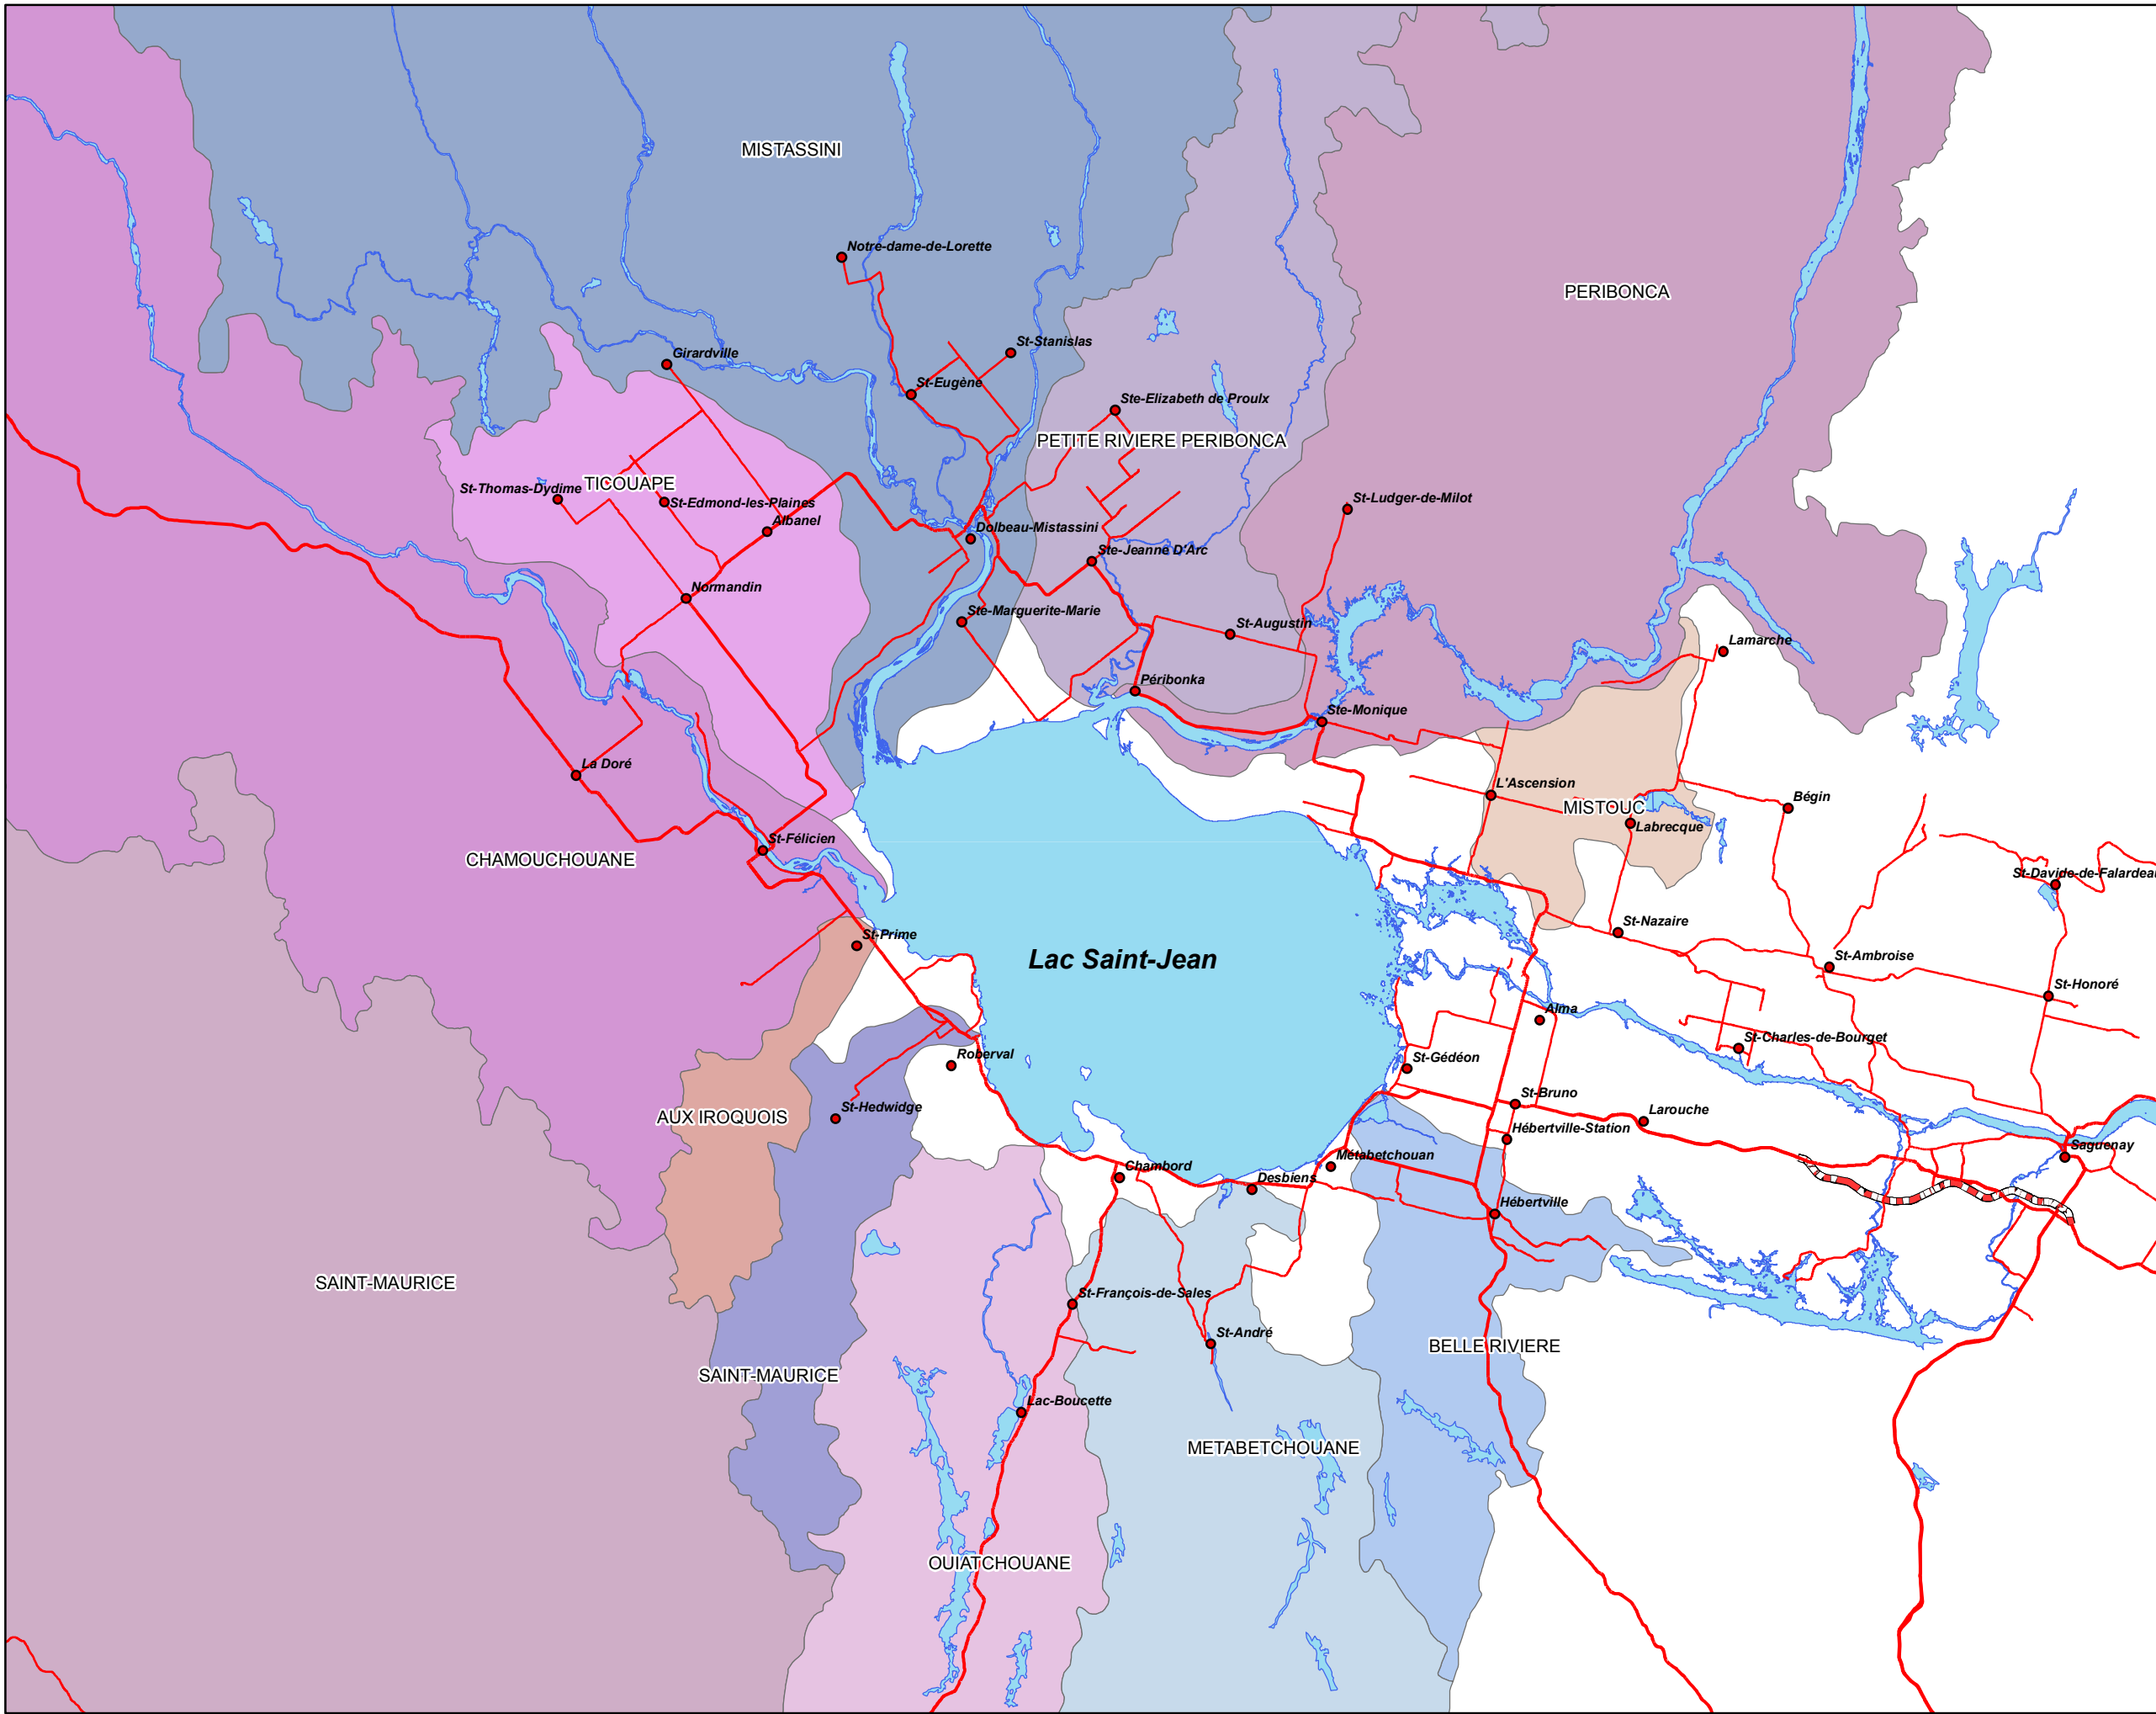 MISTASSINI
Notre-dame-de-Lorette
PERIBONCA
St-Stanislas
Girardville
St-Eugène
Ste-Elizabeth de Proulx
PETITE RIVIERE PERIBONCA
TICOUAPE
St-Thomas-Dydime
St-Edmond-les-Plaines
St-Ludger-de-Milot
Albanel
Dolbeau-Mistassini
Ste-Jeanne D'Arc
Normandin
Ste-Marguerite-Marie
St-Augustin
Lamarche
Péribonka
Ste-Monique
La Doré
L'Ascension
Bégin
MISTOUC
Labrecque
St-Félicien
CHAMOUCHOUANE
St-Davide-de-Falardeau
St-Nazaire
St-Prime
Lac Saint-Jean
St-Ambroise
St-Honoré
Alma
St-Charles-de-Bourget
Roberval
St-Gédéon
St-Bruno
St-Hedwidge
Larouche
AUX IROQUOIS
Hébertville-Station
Saguenay
Métabetchouan
Chambord
Desbiens
Hébertville
SAINT-MAURICE
St-François-de-Sales
St-André
BELLE RIVIERE
SAINT-MAURICE
Lac-Boucette
METABETCHOUANE
OUIATCHOUANE